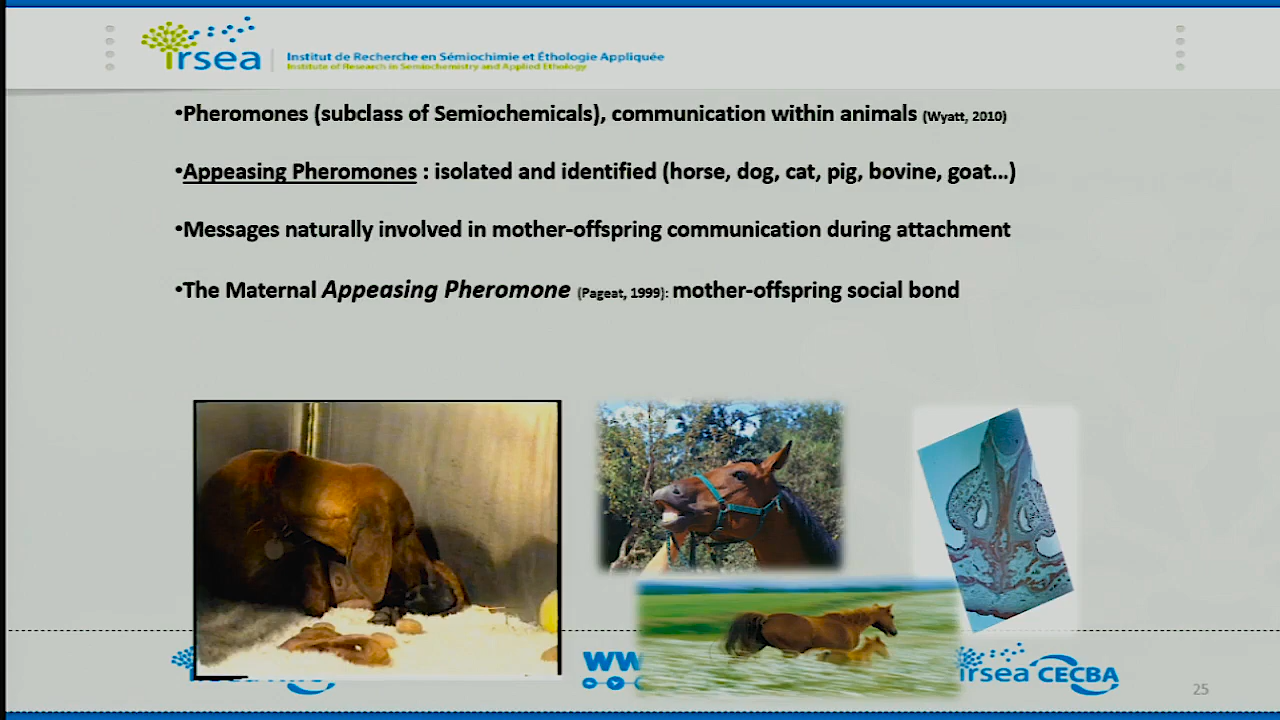 irsea
Institut de Recherche en Sémiochimie et Éthologie Appliquée
Institute of Research in Semiochemistry and Applied Ethology
•Pheromones (subclass of Semiochemicals), communication within animals (Wyatt, 2010)
•Appeasing Pheromones : isolated and identified (horse, dog, cat, pig, bovine, goat...)
•Messages naturally involved in mother-offspring communication during attachment
•The Maternal Appeasing Pheromone (Pageat, 1999): mother-offspring social bond
irsea CECBA
25